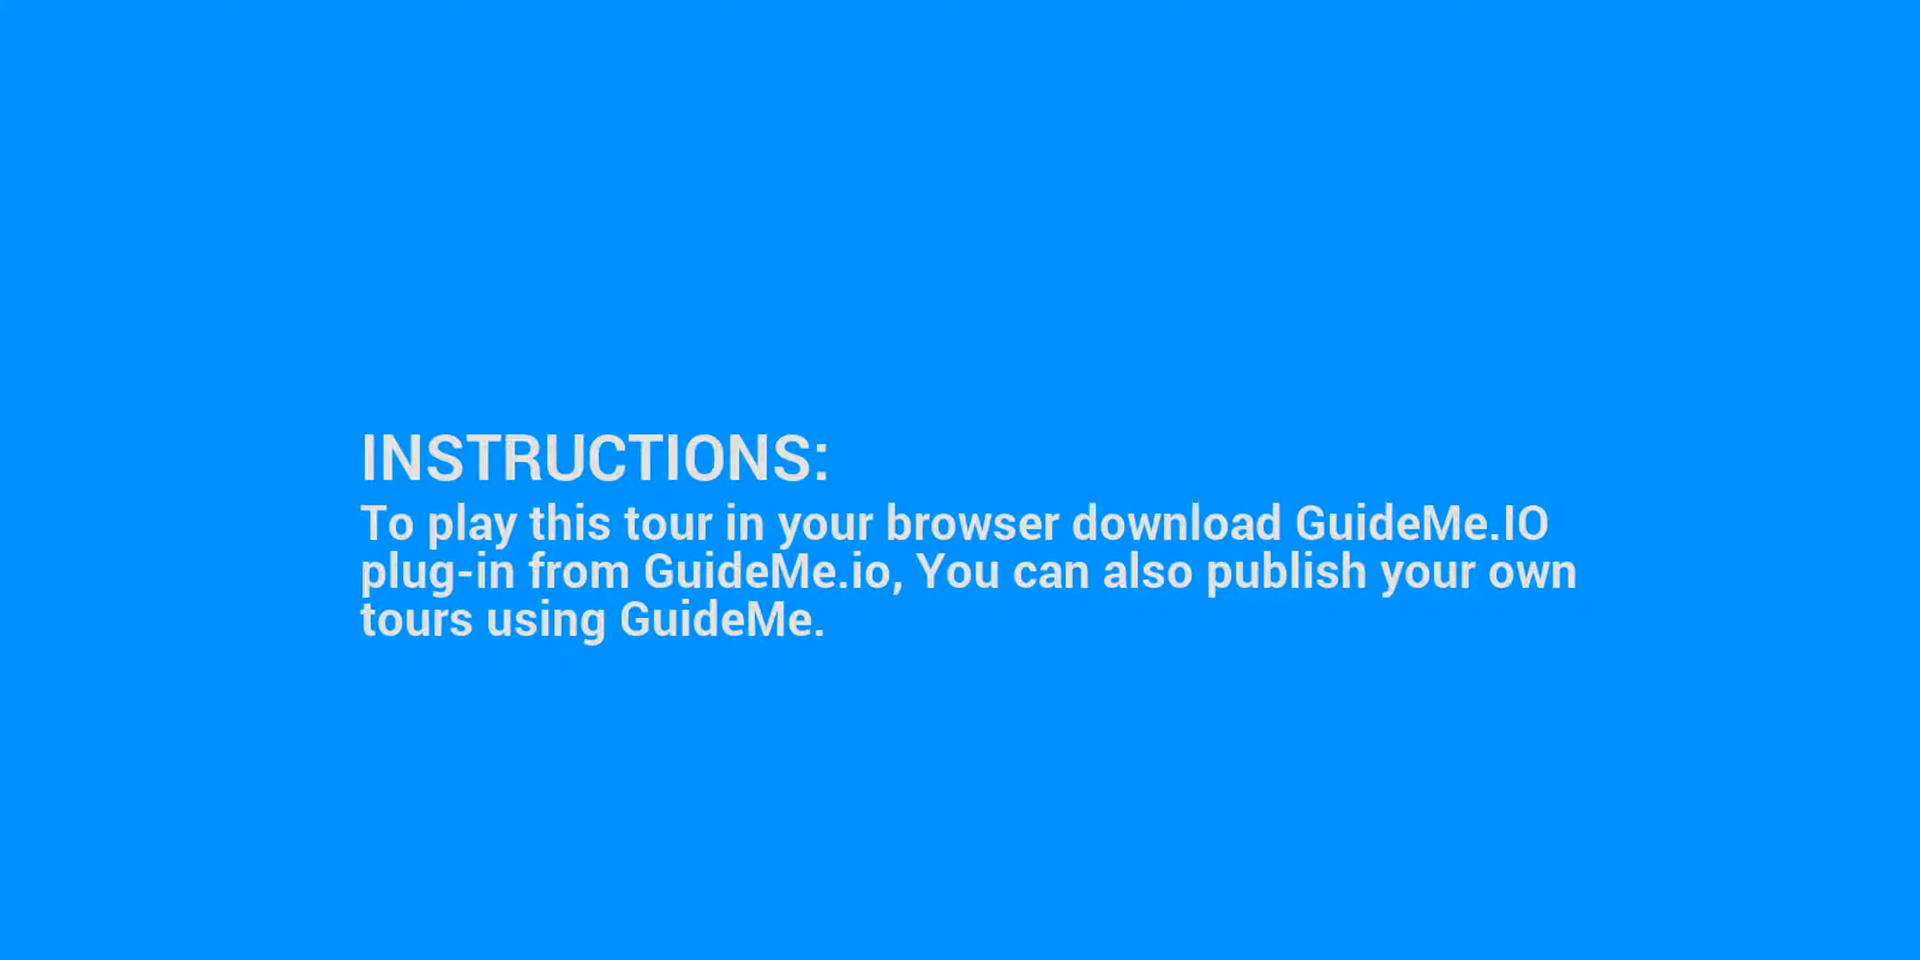 INSTRUCTIONS:
To play this tour in your browser download GuideMe.IO
plug-in from GuideMe.io, You can also publish your own
tours using GuideMe.